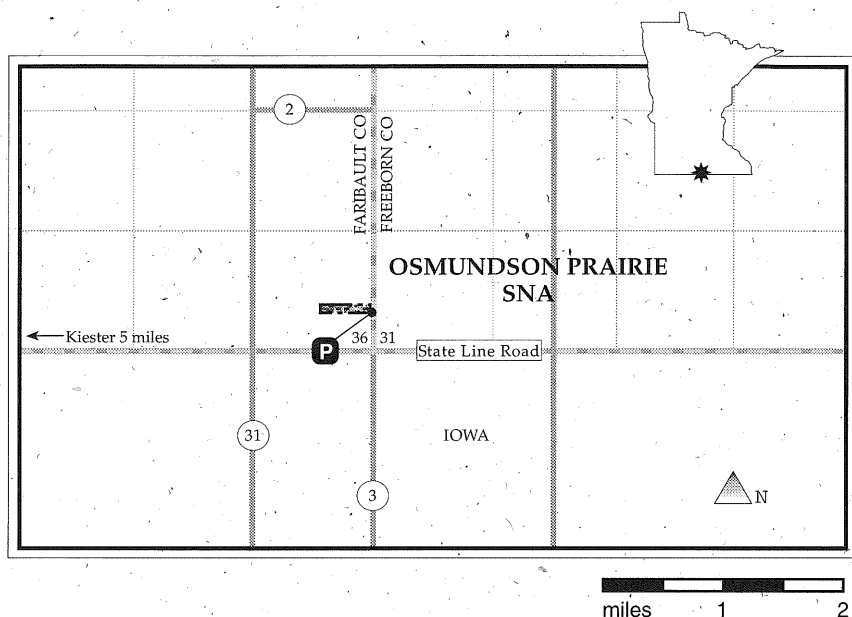 2
FARIBAULT CO
FREEBORN CO
OSMUNDSON PRAIRIE
SNA
Kiester 5 miles
36 31
P
State Line Road
31
IOWA
3
N
miles 1 2